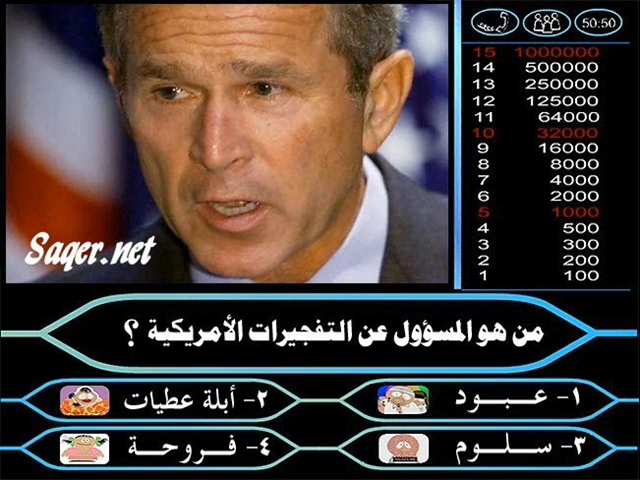 50:50
15 1000000
14 500000
13 250000
12 125000
11 64000
10 32000
9 16000
8 8000
7 4000
6 2000
5 1000
4 500
3 300
2 200
1 100
Saqer.net
من هو المسؤول عن التفجيرات الأمريكية ؟
١- عـبـود
٢- أبلة عطيات
٣- سـلـوم
٤- فـروحـة